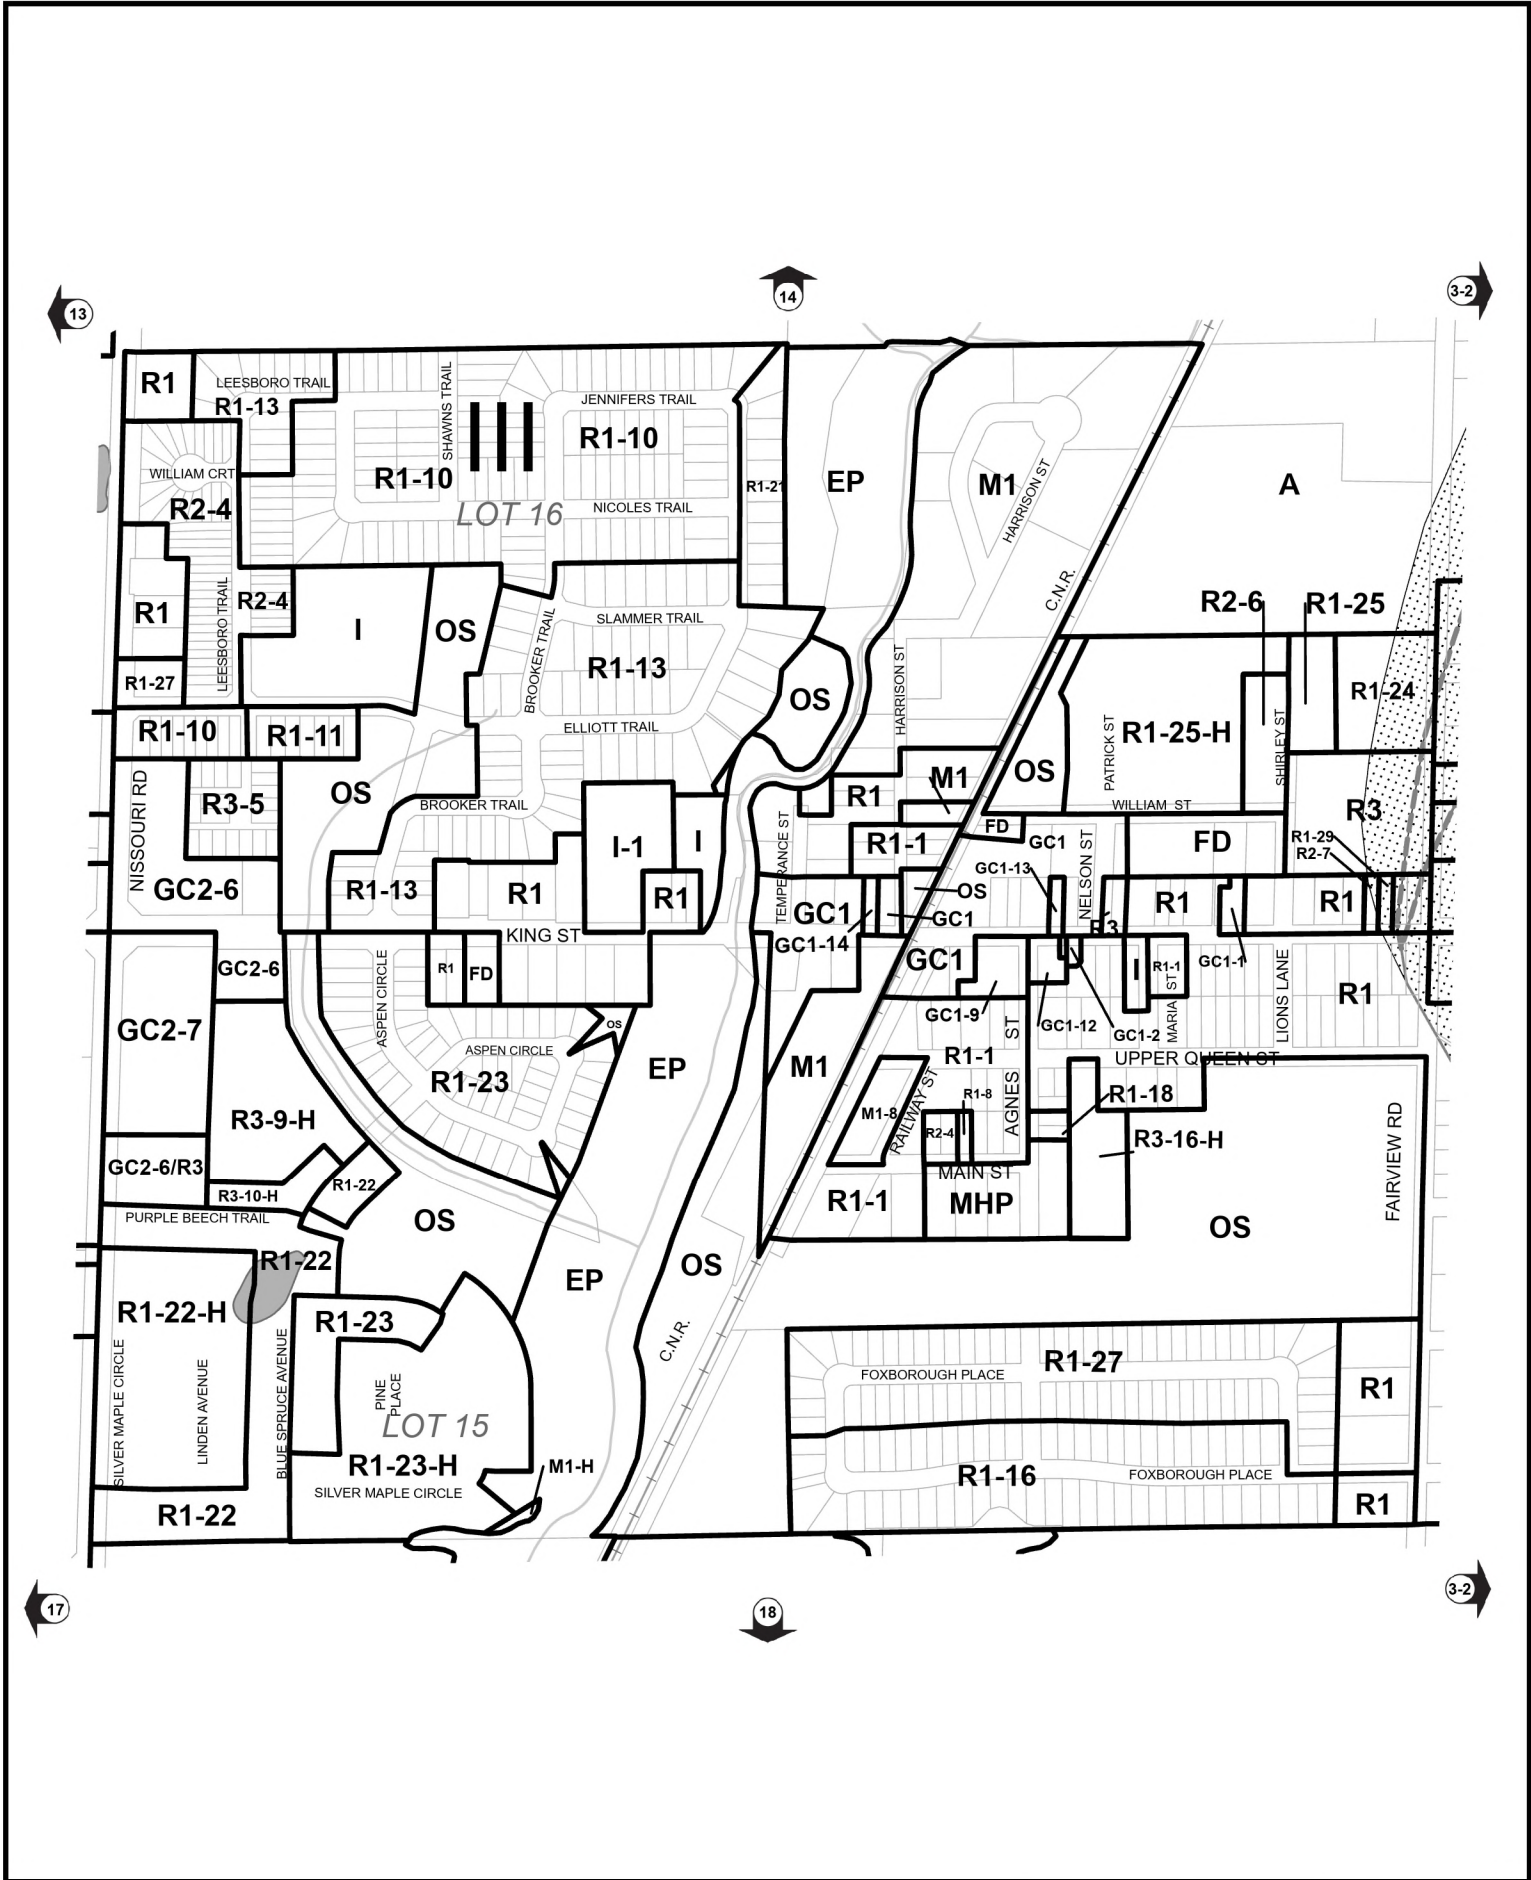 14
13
3-2
R1
LEESBORO TRAIL
R1-13
SHAWNS TRAIL
JENNIFERS TRAIL
R1-10
R1-10
WILLIAM CRT
R2-4
LOT 16
NICOLES TRAIL
R1-21
EP
M1
HARRISON ST
A
C.N.R.
R1
LEESBORO TRAIL
R2-4
I
OS
BROOKER TRAIL
SLAMMER TRAIL
R1-13
R2-6
R1-25
R1-27
OS
HARRISON ST
R1-24
R1-10
R1-11
ELLIOTT TRAIL
PATRICK ST
R1-25-H
SHIRLEY ST
NISSOURI RD
R3-5
OS
BROOKER TRAIL
R1
M1
OS
WILLIAM ST
R3
I-1
I
TEMPERANCE ST
R1-1
FD
GC1
NELSON ST
FD
R1-29
R2-7
GC2-6
R1-13
R1
R1
GC1-13
OS
GC1
GC1
GC1-14
R3
R1
R1
KING ST
GC2-6
R1
FD
GC1
I
R1-1
GC1-1
LIONS LANE
R1
GC2-7
ASPEN CIRCLE
OS
GC1-9
ST
GC1-12
GC1-2
MARIA ST
ASPEN CIRCLE
R1-23
EP
M1
R1-1
UPPER QUEEN ST
R3-9-H
M1-8
RAILWAY ST
R1-8
AGNES
R1-18
R2-4
R3-16-H
FAIRVIEW RD
GC2-6/R3
R3-10-H
R1-22
MAIN ST
PURPLE BEECH TRAIL
OS
R1-1
MHP
OS
R1-22
OS
EP
R1-22-H
R1-23
C.N.R.
SILVER MAPLE CIRCLE
LINDEN AVENUE
BLUE SPRUCE AVENUE
PINE
PLACE
LOT 15
R1-27
FOXBOROUGH PLACE
R1
R1-23-H
M1-H
SILVER MAPLE CIRCLE
R1-16
FOXBOROUGH PLACE
R1-22
R1
17
18
3-2